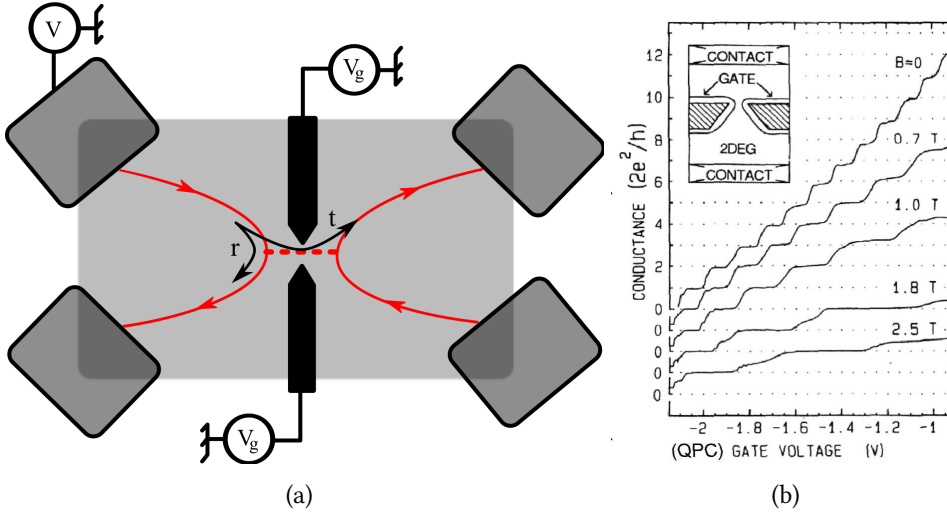 V
V_g
t
r
V_g
(a)
CONDUCTANCE (2e²/h)
12
10
8
6
4
2
0
0
0
0
0
CONTACT
GATE
2DEG
CONTACT
B=0
0.7 T
1.0 T
1.8 T
2.5 T
-2 -1.8 -1.6 -1.4 -1.2 -1
(QPC) GATE VOLTAGE (V)
(b)